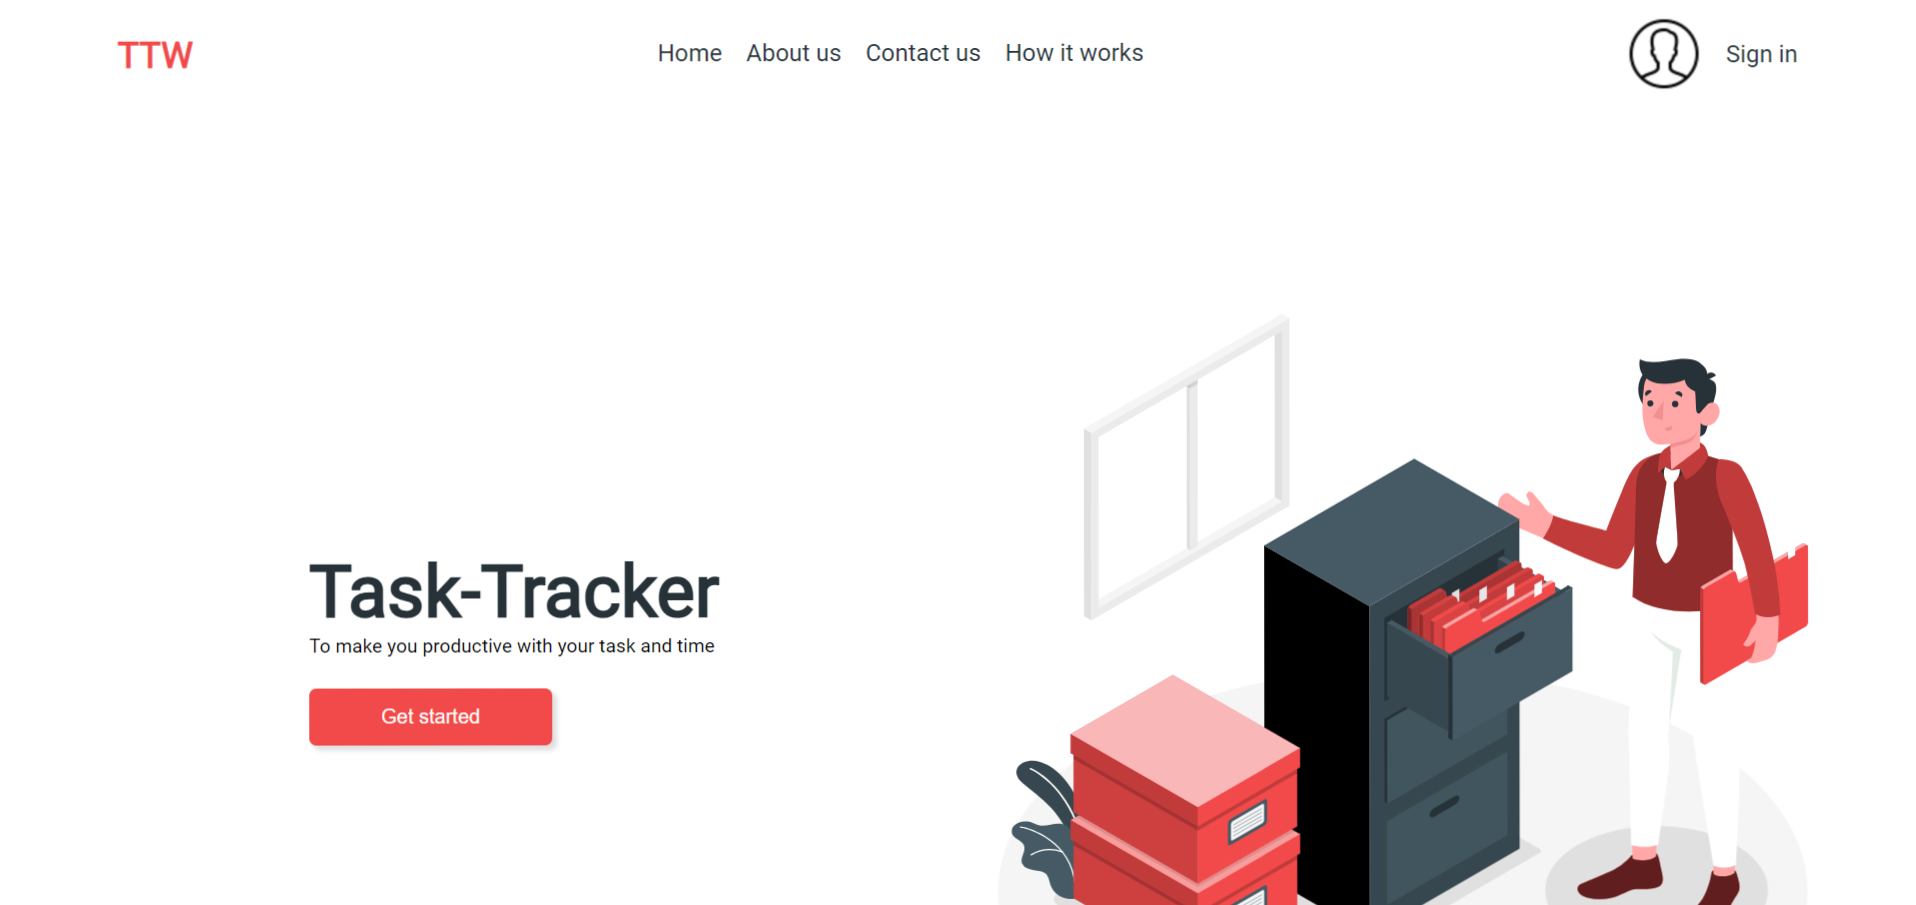 TTW
Home About us Contact us How it works
Sign in
Task-Tracker
To make you productive with your task and time
Get started